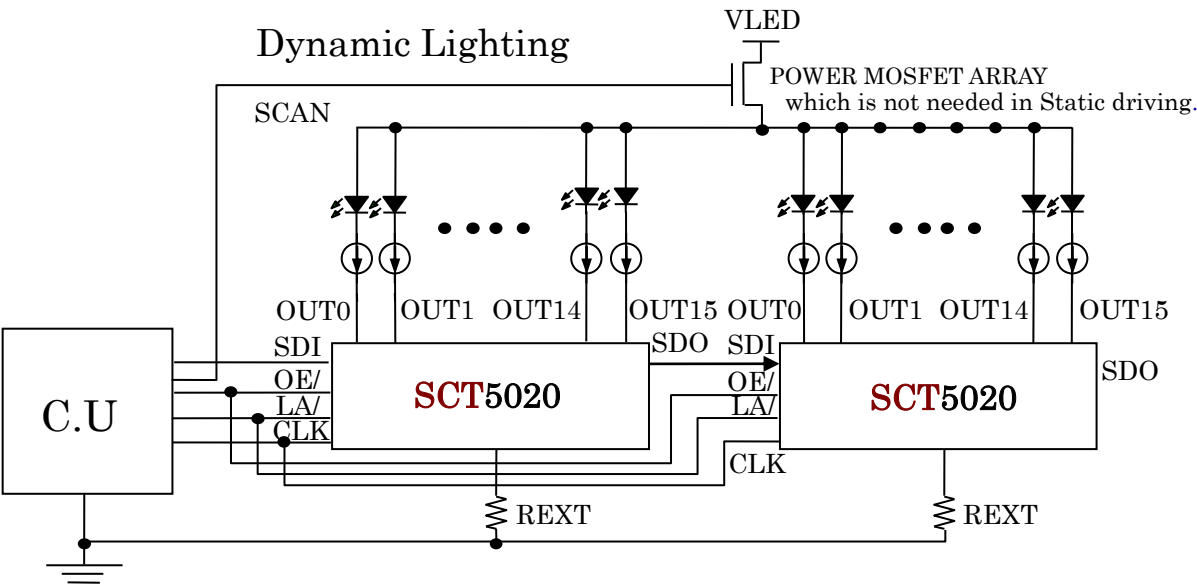 VLED
Dynamic Lighting
POWER MOSFET ARRAY
which is not needed in Static driving.
SCAN
OUT0 OUT1 OUT14 OUT15 OUT0 OUT1 OUT14 OUT15
SDI SDO SDI SDO
OE/ OE/
LA/ LA/
CLK CLK
C.U
SCT5020 SCT5020
REXT REXT